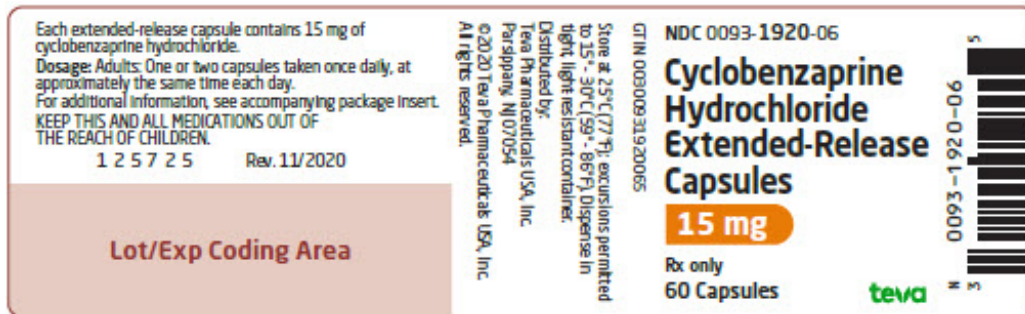 Each extended-release capsule contains 15 mg of
cyclobenzaprine hydrochloride.
Dosage: Adults: One or two capsules taken once daily, at
approximately the same time each day.
For additional information, see accompanying package insert.
KEEP THIS AND ALL MEDICATIONS OUT OF
THE REACH OF CHILDREN.
125725 Rev. 11/2020
Lot/Exp Coding Area
GTIN 00300931920065
Store at 25°C (77°F); excursions permitted
to 15° - 30°C (59° - 86°F). Dispense in
tight, light resistant container.
Distributed by:
Teva Pharmaceuticals USA, Inc.
Parsippany, NJ 07054
©2020 Teva Pharmaceuticals USA, Inc.
All rights reserved.
NDC 0093-1920-06
Cyclobenzaprine
Hydrochloride
Extended-Release
Capsules
15 mg
Rx only
60 Capsules
teva
N
3
0093-1920-06
5